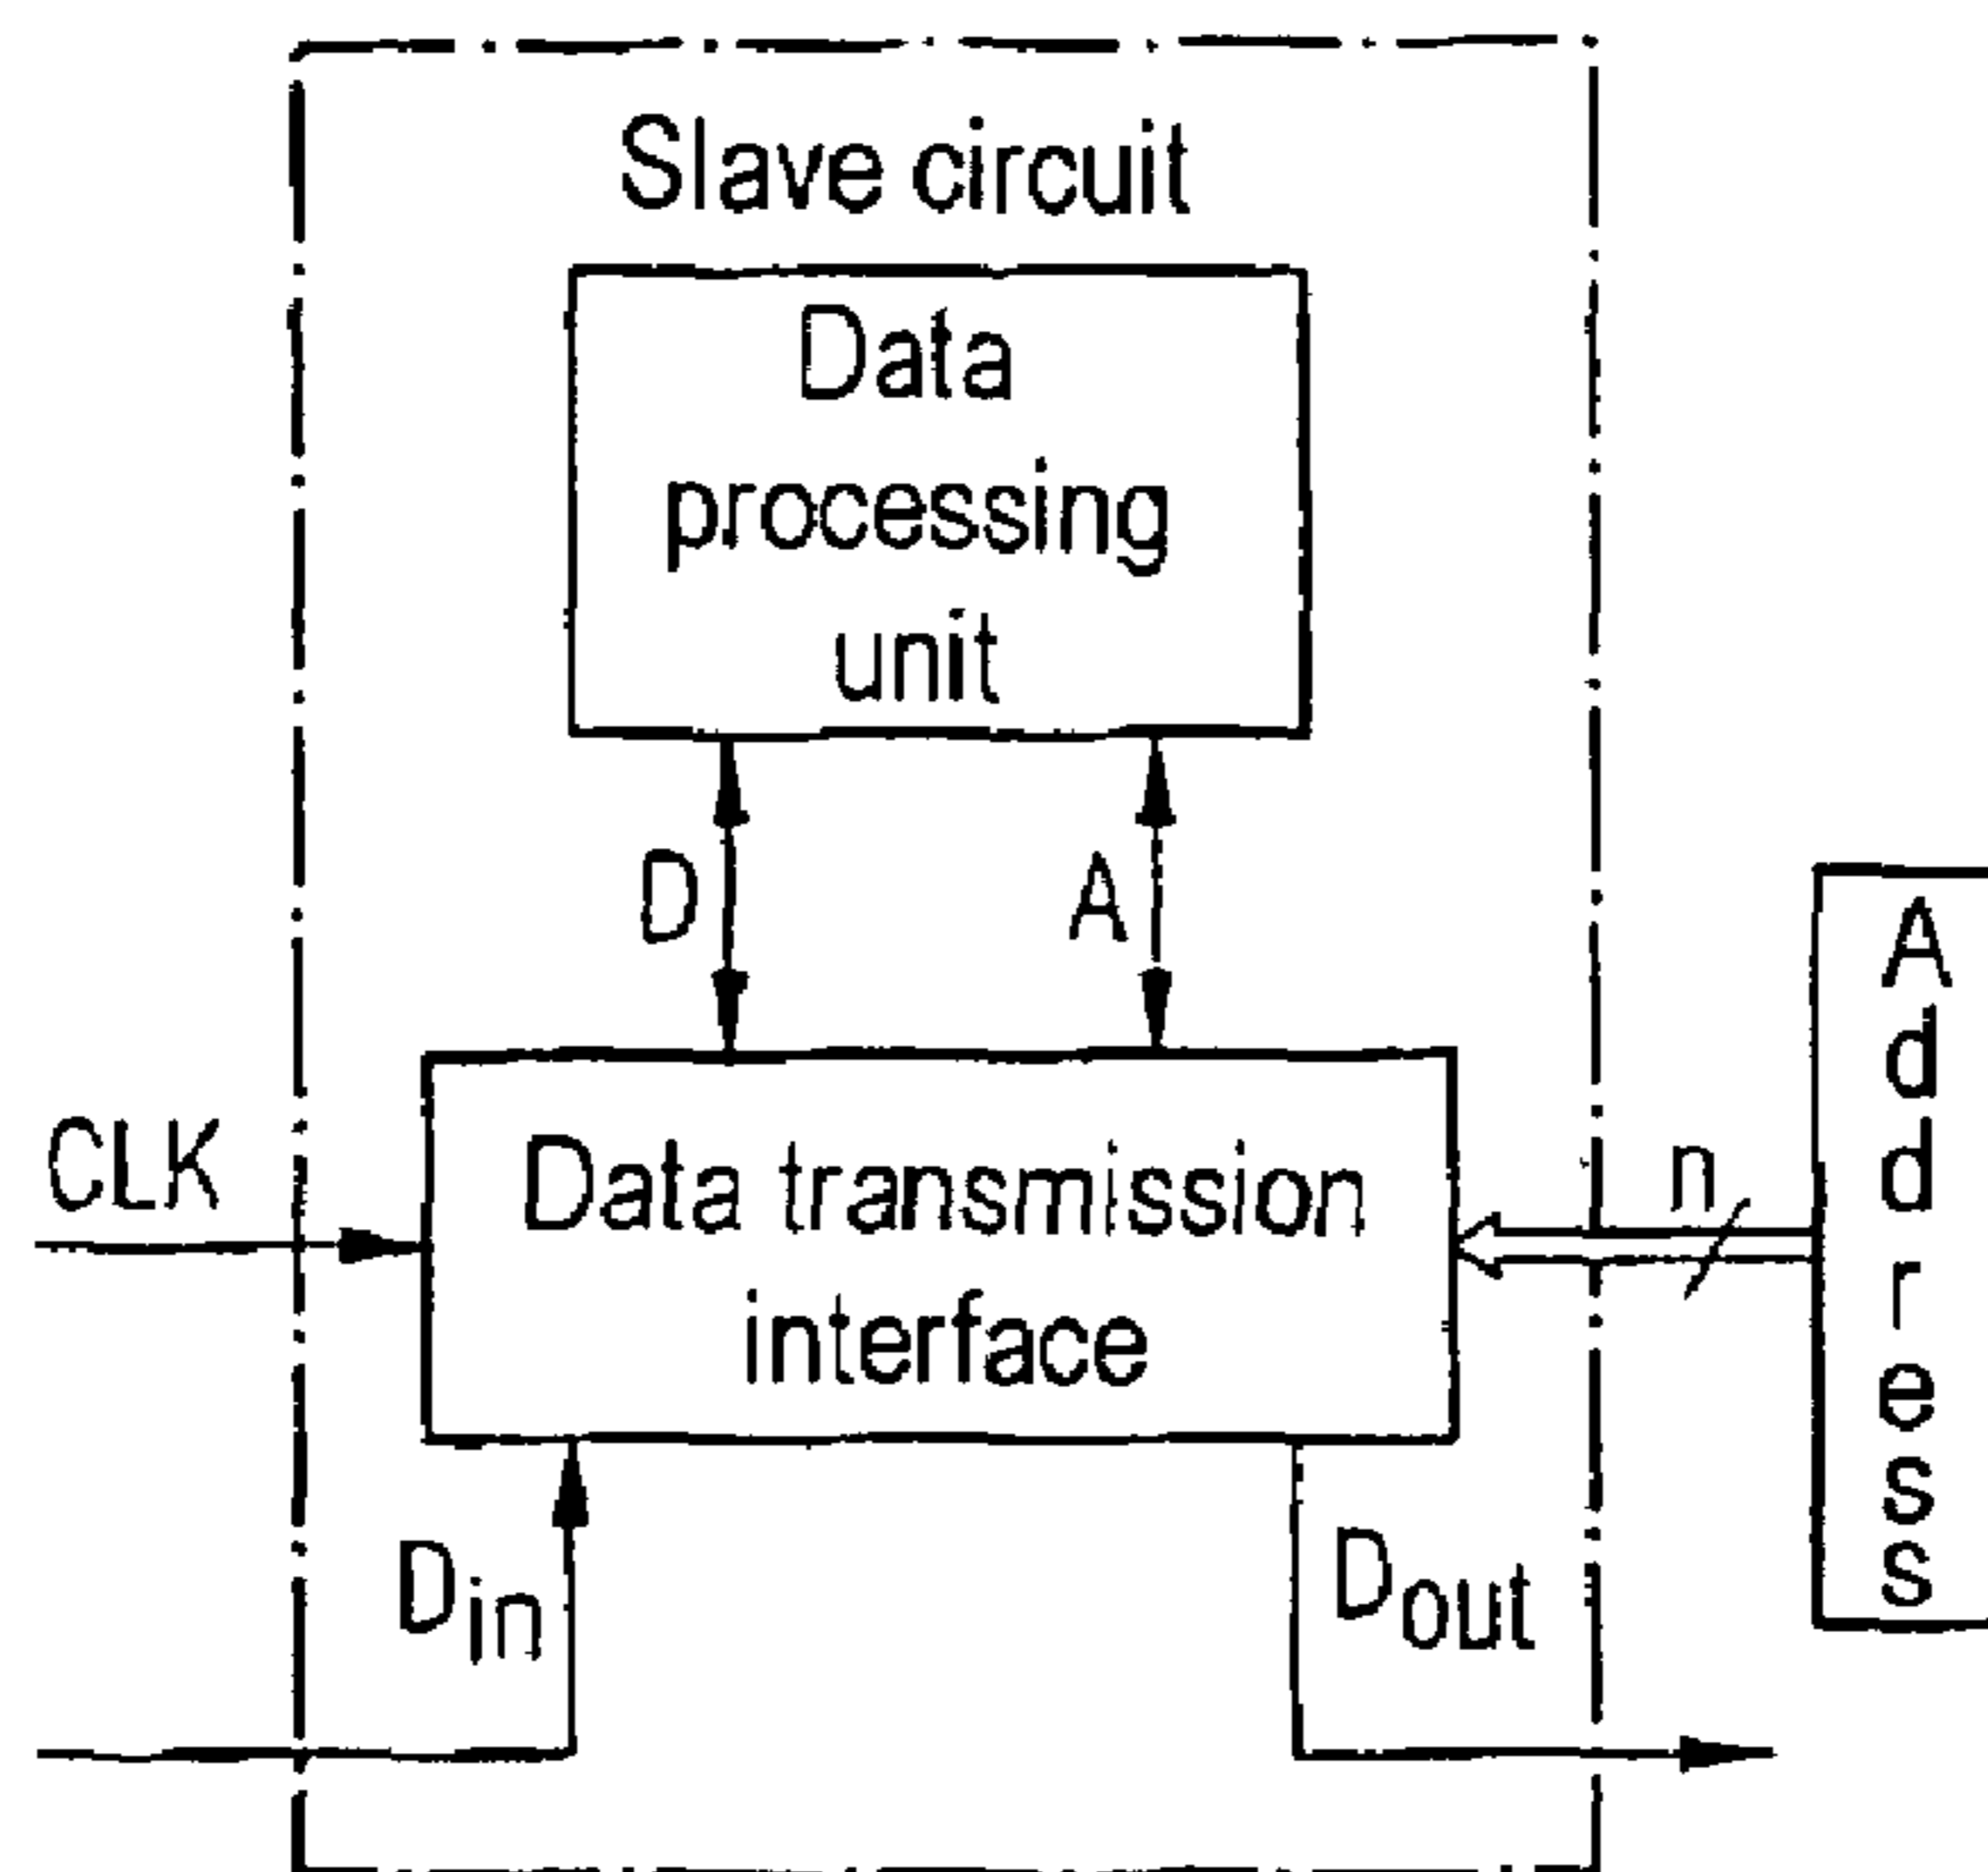 Slave circuit
Data
processing
unit
D
A
CLK
Data transmission
interface
n
Address
Din
Dout